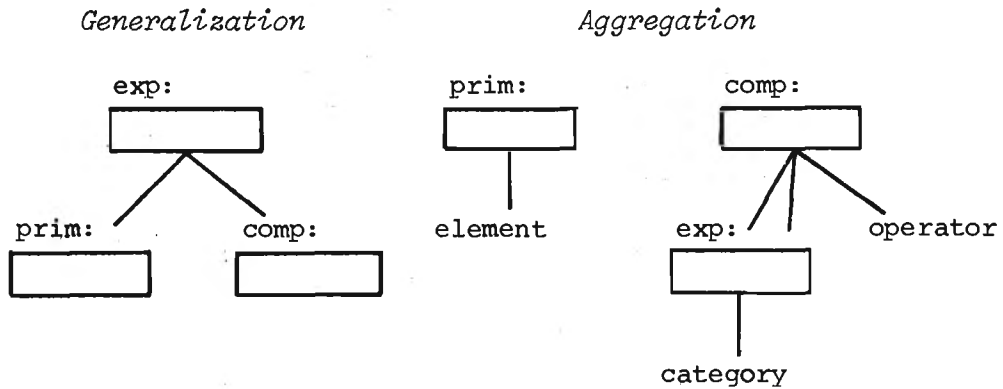 Generalization Aggregation
exp: prim: comp:
prim: comp: element exp: operator
category